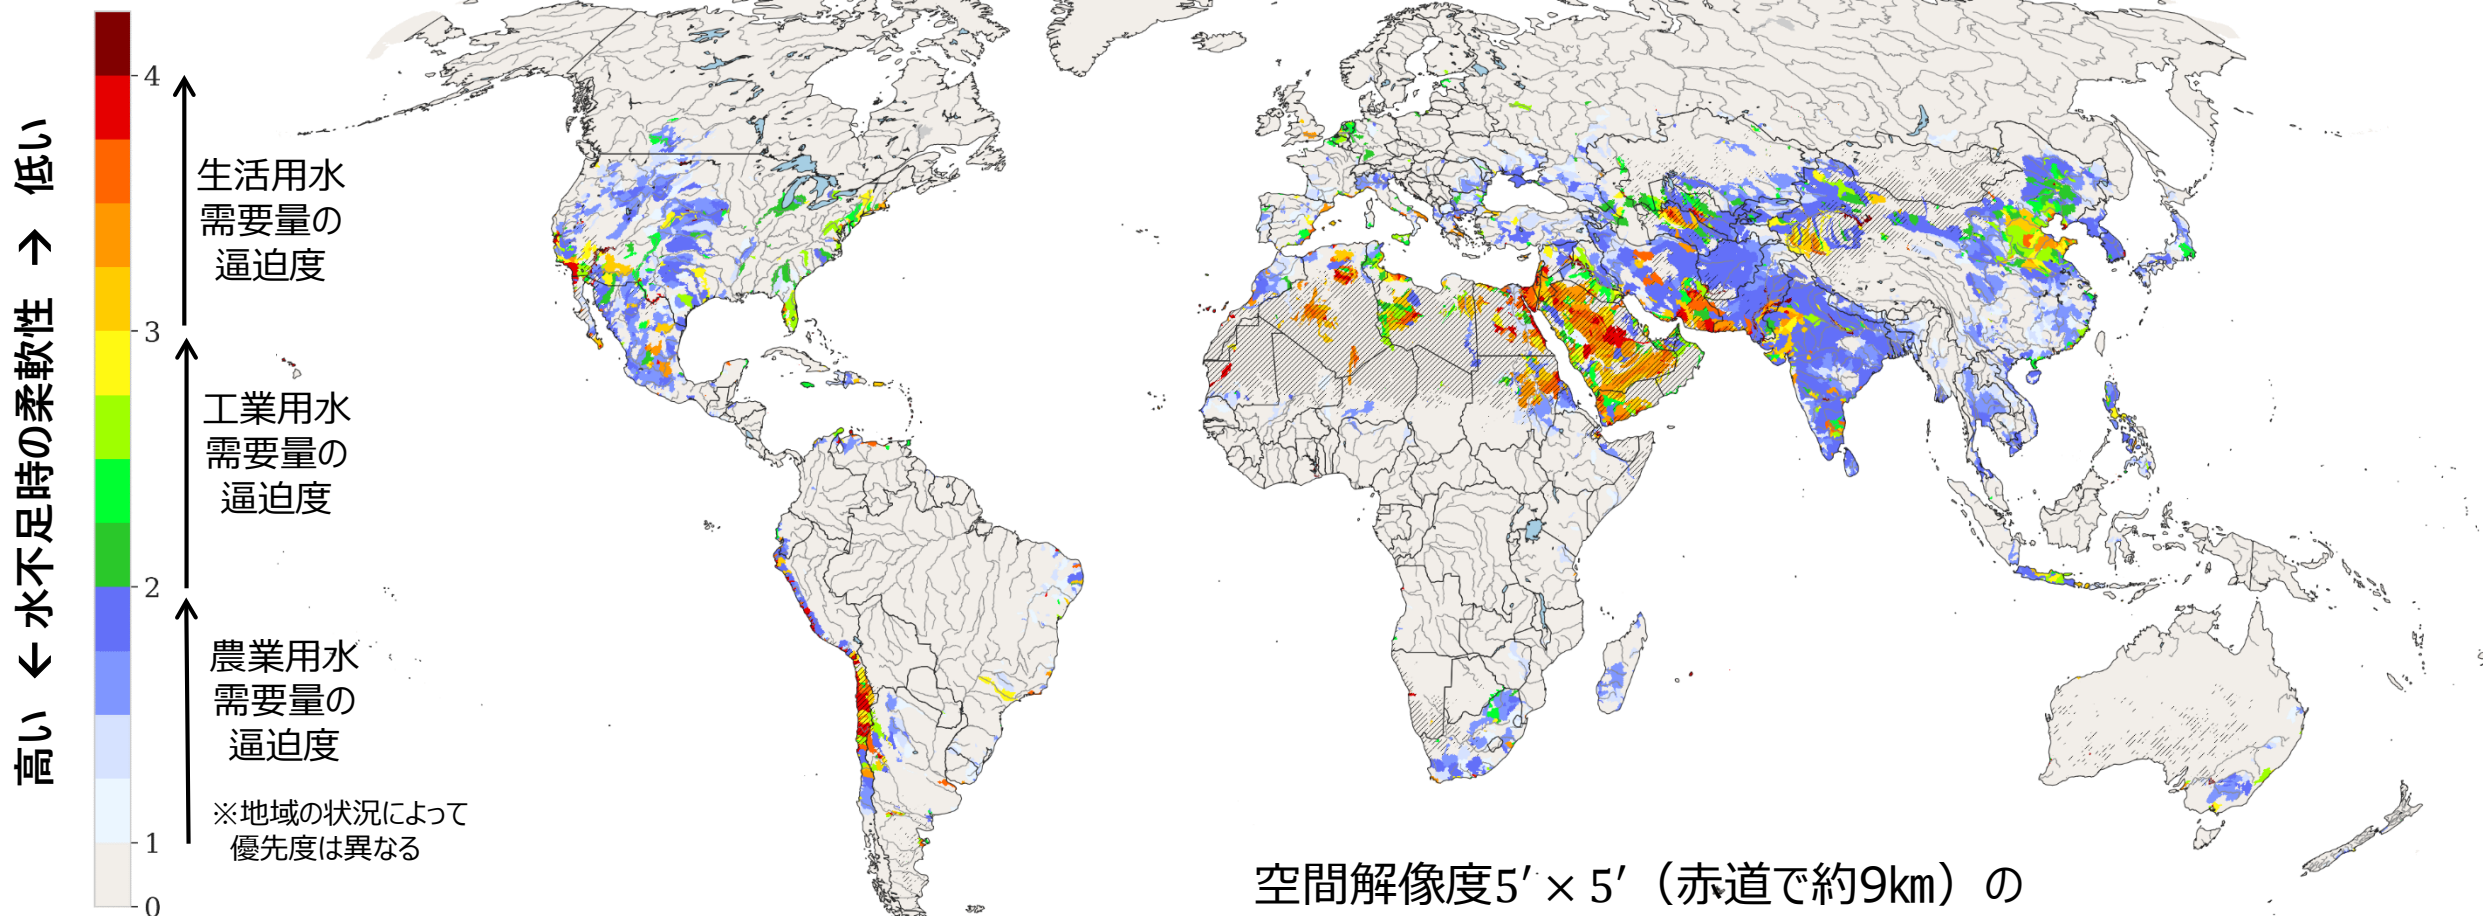 高い ← 水不足時の柔軟性 → 低い
4
3
2
1
0
生活用水
需要量の
逼迫度
工業用水
需要量の
逼迫度
農業用水
需要量の
逼迫度
※地域の状況によって
優先度は異なる
空間解像度5′× 5′（赤道で約9㎞）の